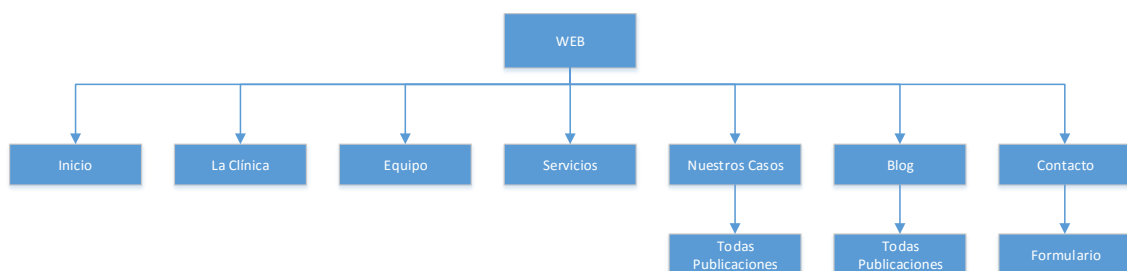 WEB
Inicio
La Clínica
Equipo
Servicios
Nuestros Casos
Blog
Contacto
Todas
Publicaciones
Todas
Publicaciones
Formulario